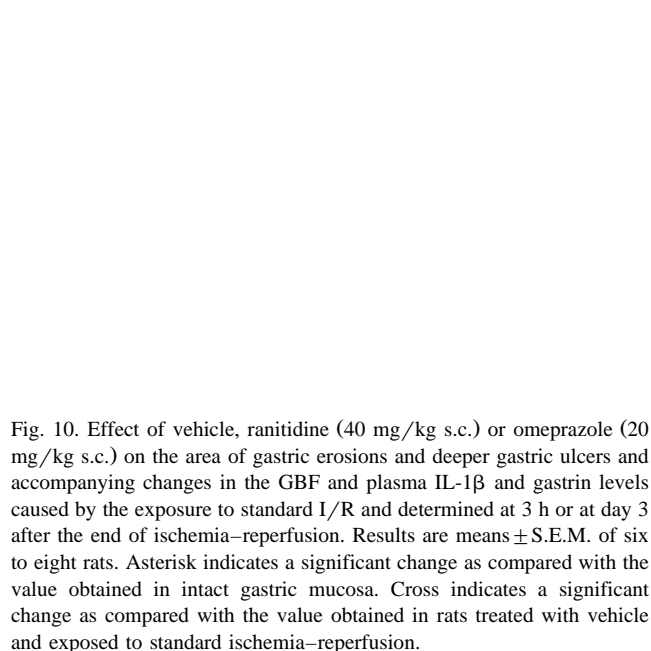 Fig. 10. Effect of vehicle, ranitidine (40 mg/kg s.c.) or omeprazole (20
mg/kg s.c.) on the area of gastric erosions and deeper gastric ulcers and
accompanying changes in the GBF and plasma IL-1β and gastrin levels
caused by the exposure to standard I/R and determined at 3 h or at day 3
after the end of ischemia–reperfusion. Results are means ± S.E.M. of six
to eight rats. Asterisk indicates a significant change as compared with the
value obtained in intact gastric mucosa. Cross indicates a significant
change as compared with the value obtained in rats treated with vehicle
and exposed to standard ischemia–reperfusion.